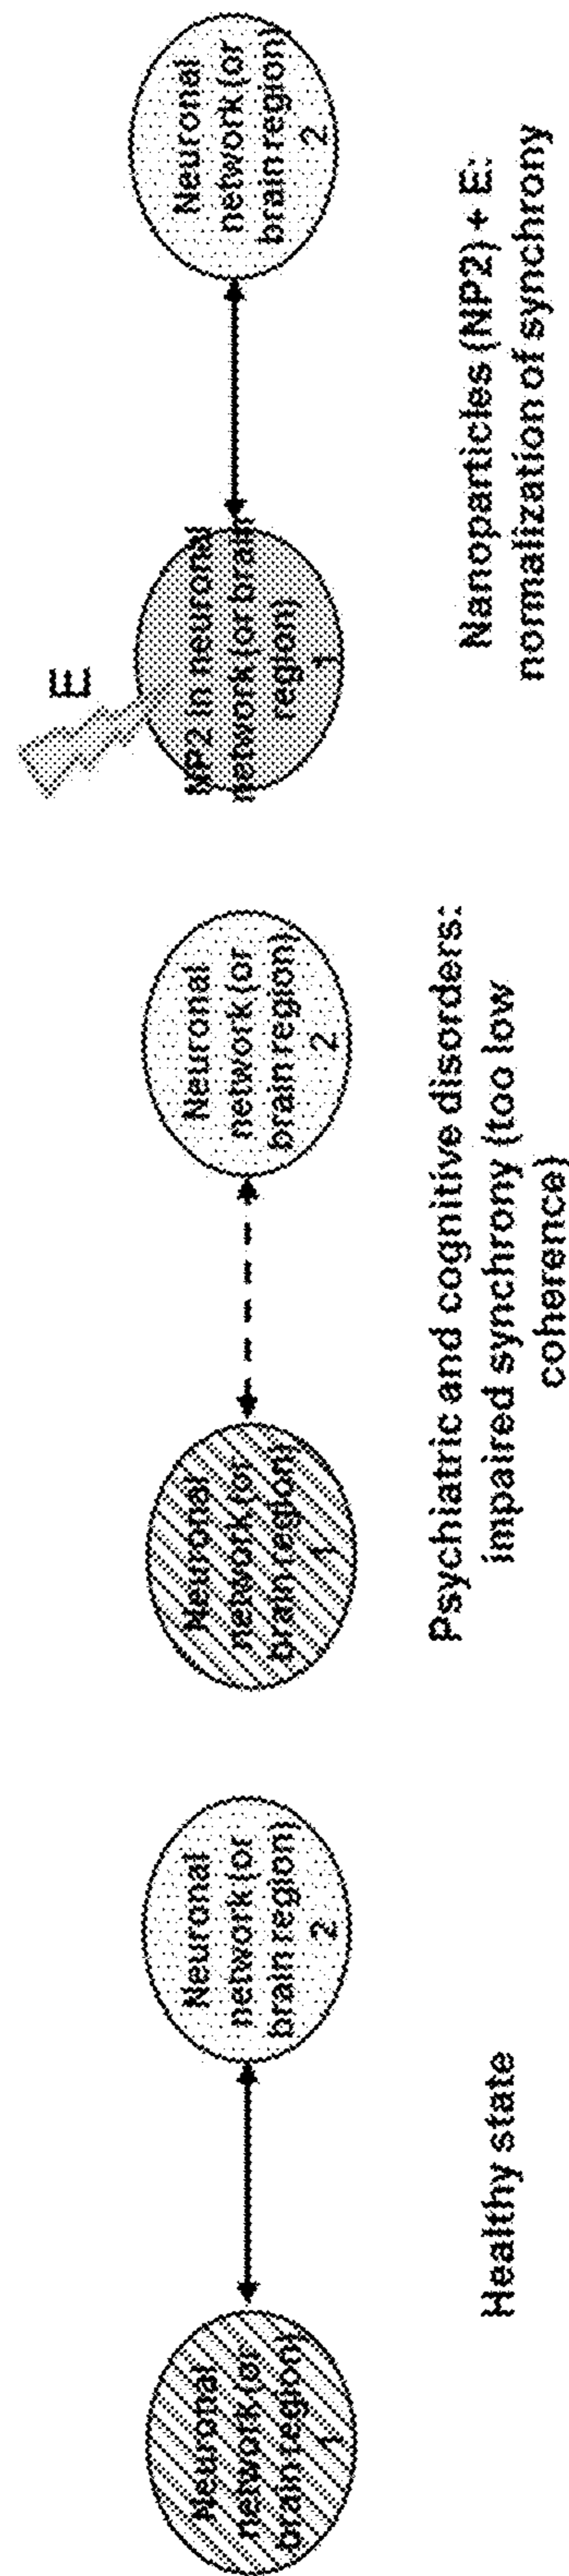 Neuronal
network (or
brain region)
1
Neuronal
network (or
brain region)
2
Healthy state
Neuronal
network (or
brain region)
1
Neuronal
network (or
brain region)
2
Psychiatric and cognitive disorders:
impaired synchrony (too low
coherence)
E
NP2 in neuronal
network (or brain
region)
1
Neuronal
network (or
brain region)
2
Nanoparticles (NP2) + E:
normalization of synchrony